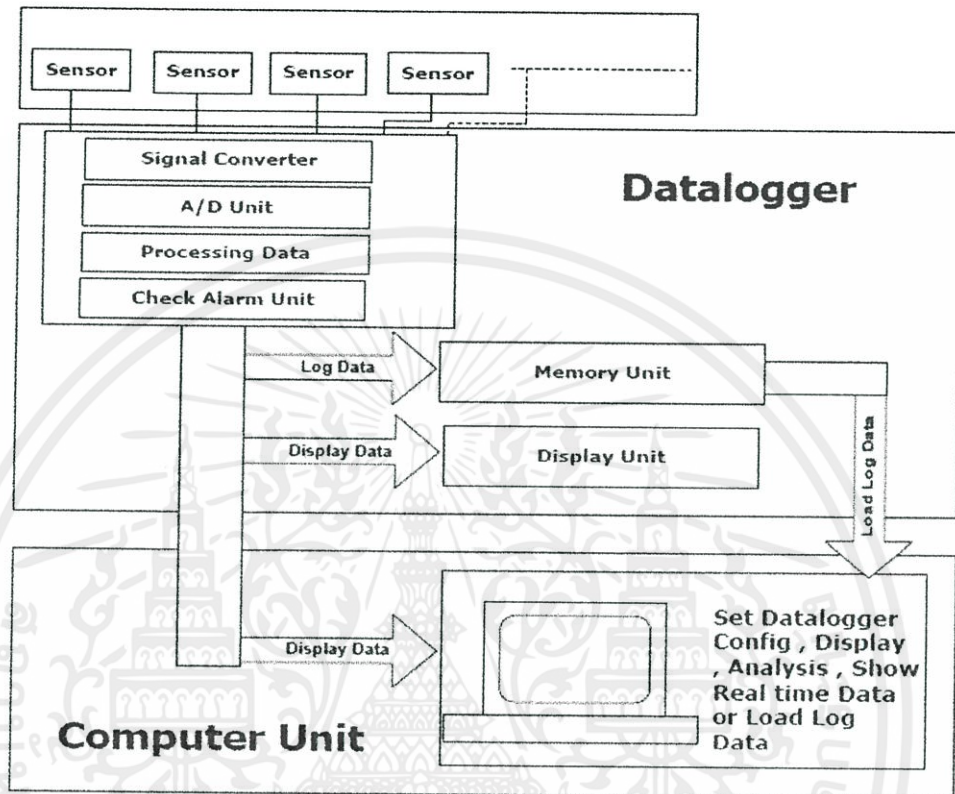 Sensor Sensor Sensor Sensor
Signal Converter
Datalogger
A/D Unit
Processing Data
Check Alarm Unit
Log Data
Memory Unit
Display Data
Display Unit
Load Log Data
Display Data
Set Datalogger
Config , Display
, Analysis , Show
Real time Data
or Load Log
Data
Computer Unit